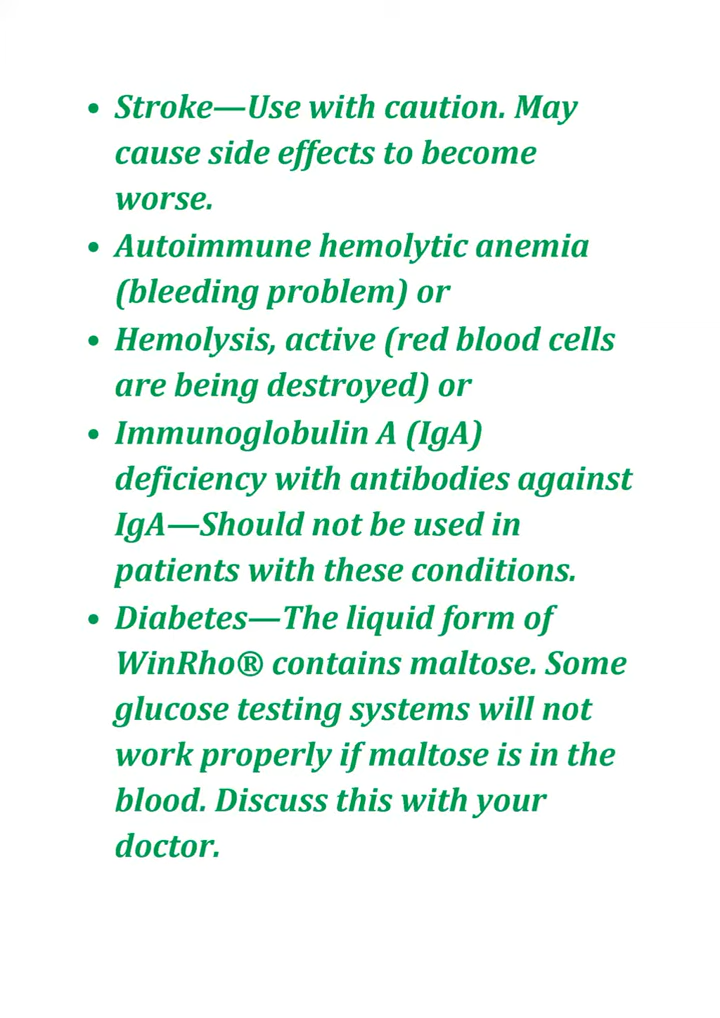 • Stroke—Use with caution. May
cause side effects to become
worse.
• Autoimmune hemolytic anemia
(bleeding problem) or
• Hemolysis, active (red blood cells
are being destroyed) or
• Immunoglobulin A (IgA)
deficiency with antibodies against
IgA—Should not be used in
patients with these conditions.
• Diabetes—The liquid form of
WinRho® contains maltose. Some
glucose testing systems will not
work properly if maltose is in the
blood. Discuss this with your
doctor.